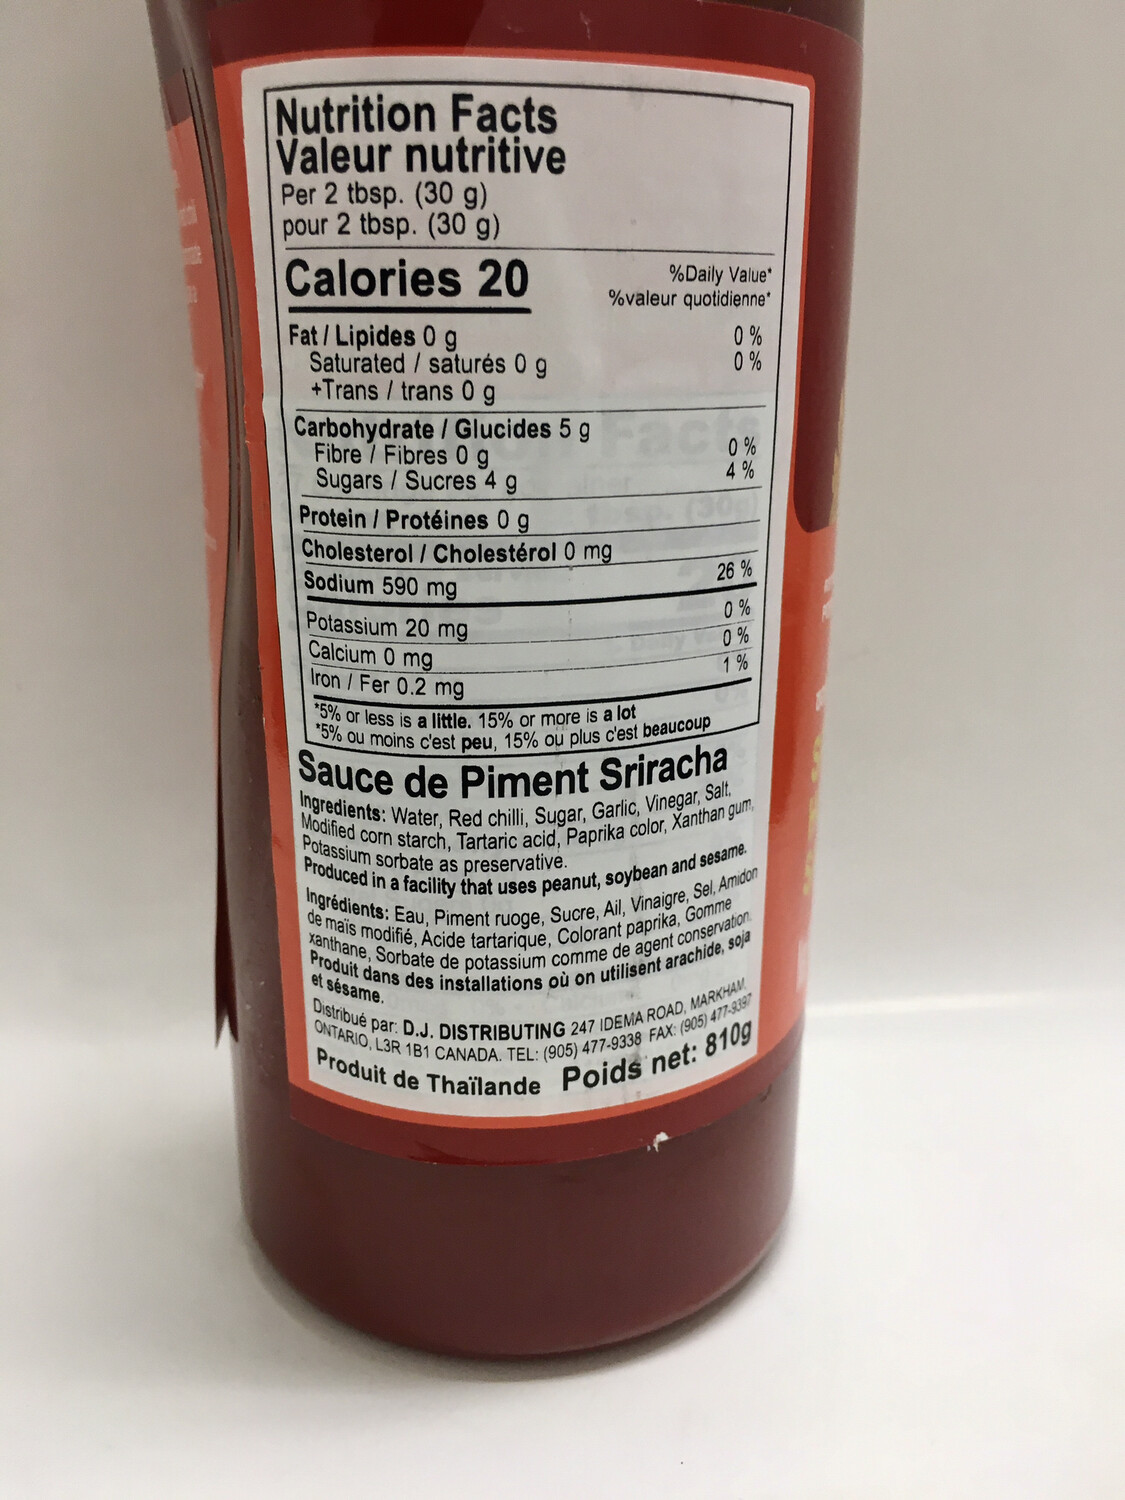 Nutrition Facts
Valeur nutritive
Per 2 tbsp. (30 g)
pour 2 tbsp. (30 g)
Calories 20
%Daily Value*
%valeur quotidienne*
Fat / Lipides 0 g 0 %
Saturated / saturés 0 g 0 %
+Trans / trans 0 g
Carbohydrate / Glucides 5 g
Fibre / Fibres 0 g 0 %
Sugars / Sucres 4 g 4 %
Protein / Protéines 0 g
Cholesterol / Cholestérol 0 mg
Sodium 590 mg 26 %
Potassium 20 mg 0 %
Calcium 0 mg 0 %
Iron / Fer 0.2 mg 1 %
*5% or less is a little. 15% or more is a lot
*5% ou moins c'est peu, 15% ou plus c'est beaucoup
Sauce de Piment Sriracha
Ingredients: Water, Red chilli, Sugar, Garlic, Vinegar, Salt,
Modified corn starch, Tartaric acid, Paprika color, Xanthan gum,
Potassium sorbate as preservative.
Produced in a facility that uses peanut, soybean and sesame.
Ingrédients: Eau, Piment ruoge, Sucre, Ail, Vinaigre, Sel, Amidon
de maïs modifié, Acide tartarique, Colorant paprika, Gomme
xanthane, Sorbate de potassium comme de agent conservation.
Produit dans des installations où on utilisent arachide, soja
et sésame.
Distribué par: D.J. DISTRIBUTING 247 IDEMA ROAD, MARKHAM,
ONTARIO, L3R 1B1 CANADA. TEL: (905) 477-9338 FAX: (905) 477-9397
Produit de Thaïlande Poids net: 810g